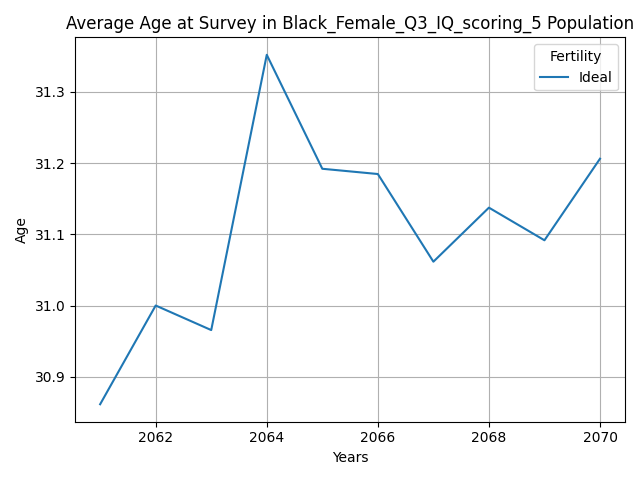 Average Age at Survey in Black_Female_Q3_IQ_scoring_5 Population
Fertility
Ideal
31.3
31.2
31.1
31.0
30.9
Age
2062 2064 2066 2068 2070
Years